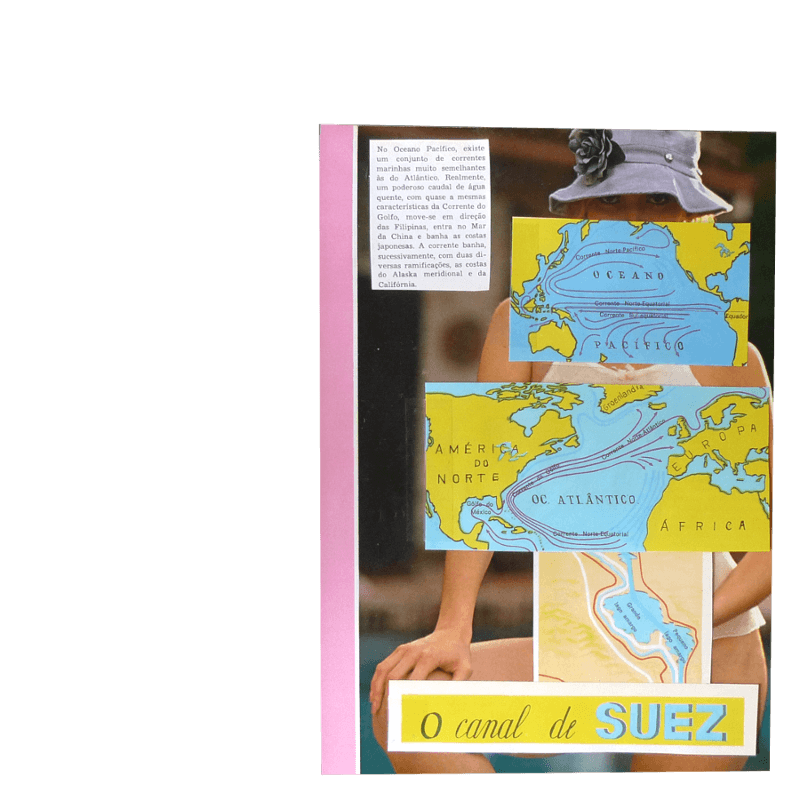 No Oceano Pacífico, existe
um conjunto de correntes
marinhas muito semelhantes
às do Atlântico. Realmente,
um poderoso caudal de água
quente, com quase a mesmas
características da Corrente do
Golfo, move-se em direção
das Filipinas, entra no Mar
da China e banha as costas
japonesas. A corrente banha,
sucessivamente, com duas di-
versas ramificações, as costas
do Alaska meridional e da
Califórnia.
Corrente Norte Pacífico
OCEANO
Corrente Norte Equatorial
Corrente Sul equatorial
Equador
PACÍFICO
Groenlandia
Corrente Norte Atlântico
EUROPA
AMÉRICA
DO
NORTE
Corrente do Golfo
OC. ATLÂNTICO
Golfo do
México
ÁFRICA
Corrente Norte Equatorial
Grande
lago amargo
Pequeno
lago amargo
O canal de SUEZ